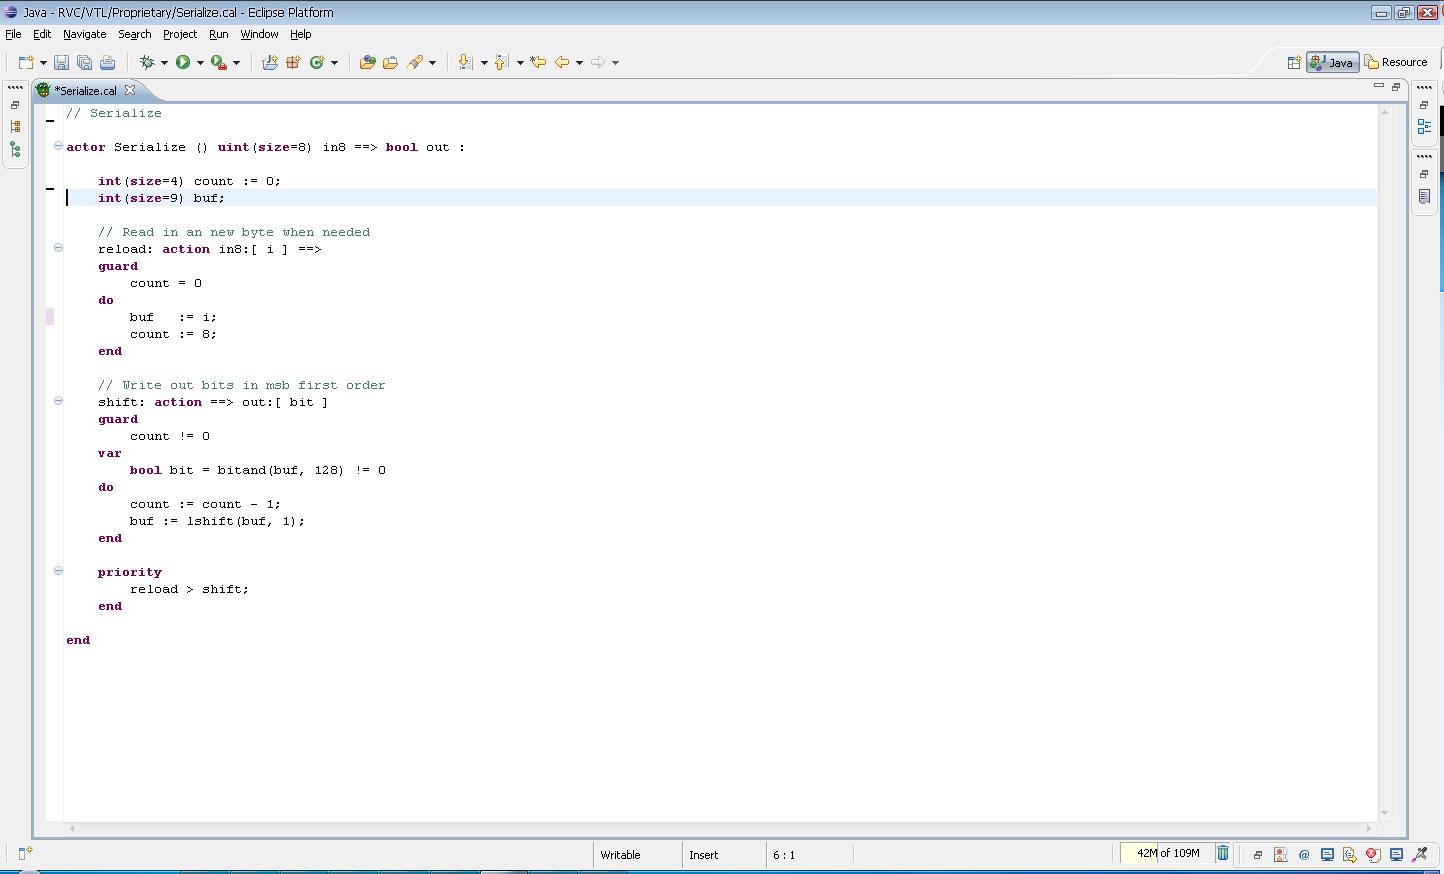 Java - RVC/VTL/Proprietary/Serialize.cal - Eclipse Platform
File Edit Navigate Search Project Run Window Help
Java Resource
*Serialize.cal
// Serialize
actor Serialize () uint(size=8) in8 ==> bool out :
int(size=4) count := 0;
int(size=9) buf;
// Read in an new byte when needed
reload: action in8:[ i ] ==>
guard
count = 0
do
buf   := i;
count := 8;
end
// Write out bits in msb first order
shift: action ==> out:[ bit ]
guard
count != 0
var
bool bit = bitand(buf, 128) != 0
do
count := count - 1;
buf := lshift(buf, 1);
end
priority
reload > shift;
end
end
Writable Insert 6 : 1 42M of 109M